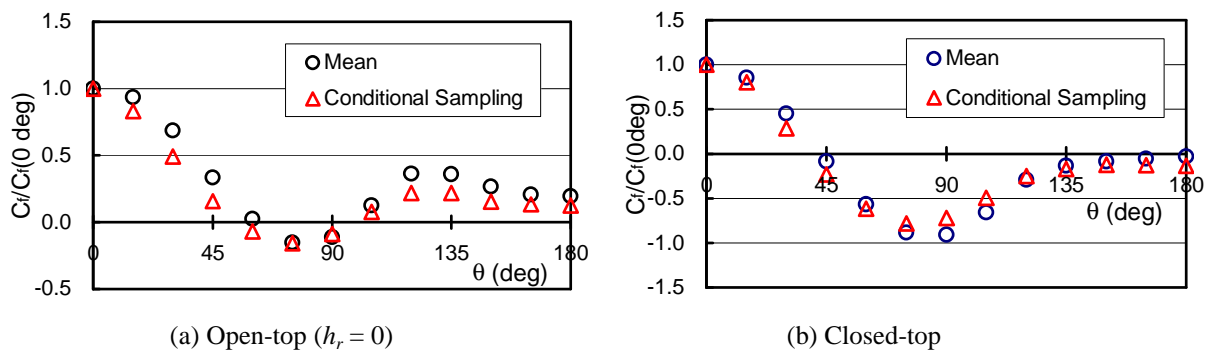 1.5
1.0
0.5
0.0
-0.5
Cf/Cf(0 deg)
Mean
Conditional Sampling
0 45 90 135 180
θ (deg)
(a) Open-top (hr = 0)
1.5
1.0
0.5
0.0
-0.5
-1.0
-1.5
Cf/Cf(0deg)
Mean
Conditional Sampling
0 45 90 135 180
θ (deg)
(b) Closed-top